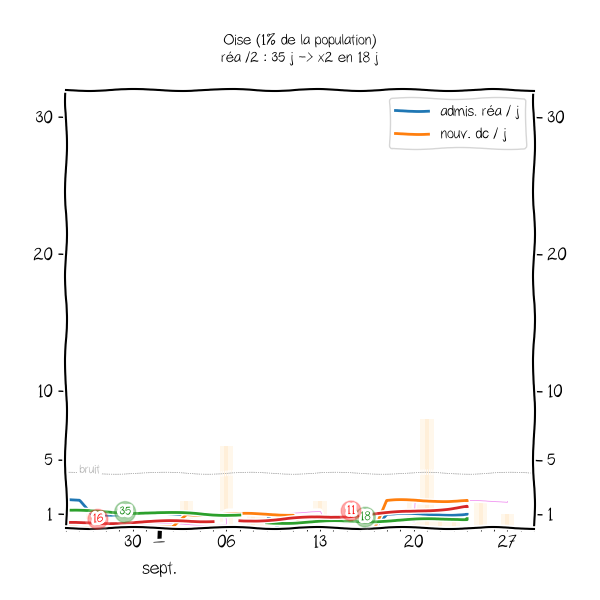 Oise (1% de la population)
réa /2 : 35 j -> x2 en 18 j
admis. réa / j
nouv. dc / j
30 30
20 20
10 10
5 5
bruit
1 1
16 35 11 18
30 06 13 20 27
sept.